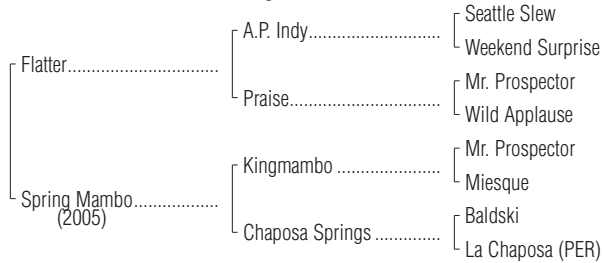 Seattle Slew
A.P. Indy......................................
Weekend Surprise
Flatter............................................
Mr. Prospector
Praise............................................
Wild Applause
Mr. Prospector
Kingmambo ..............................
Miesque
Spring Mambo........................
(2005)
Baldski
Chaposa Springs ....................
La Chaposa (PER)